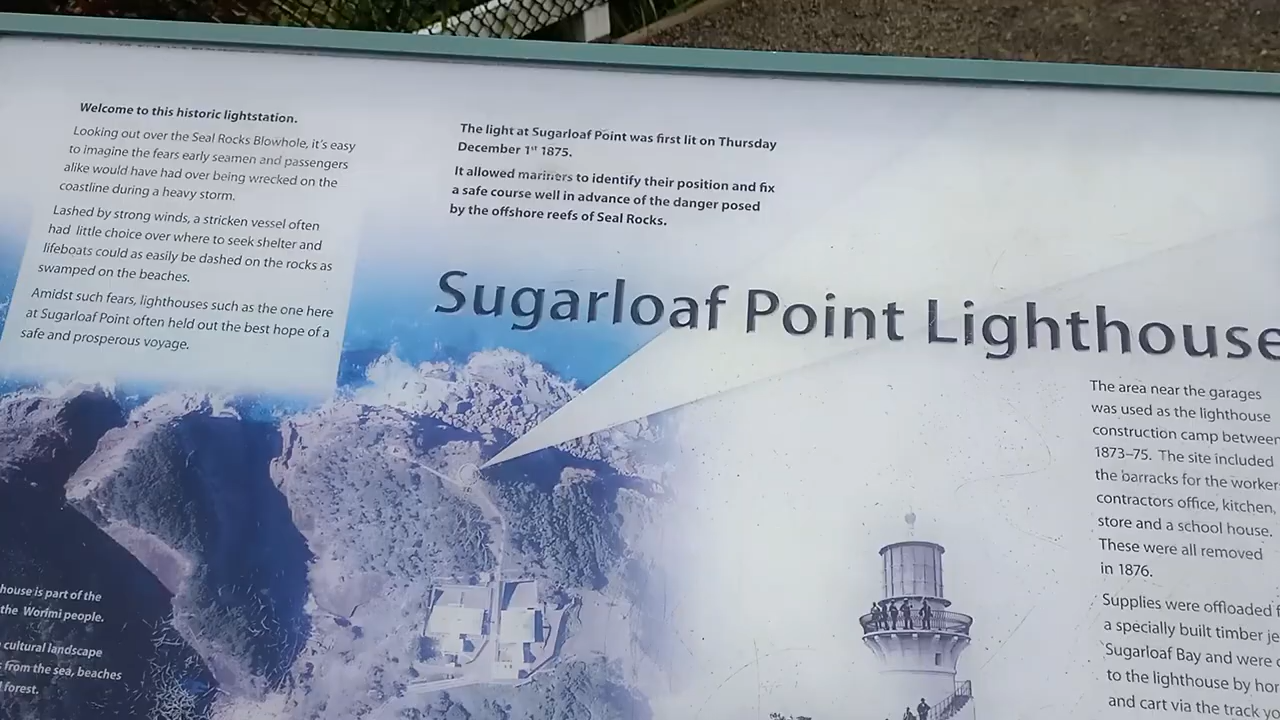 Welcome to this historic lightstation.
Looking out over the Seal Rocks Blowhole, it's easy
to imagine the fears early seamen and passengers
alike would have had over being wrecked on the
coastline during a heavy storm.
Lashed by strong winds, a stricken vessel often
had little choice over where to seek shelter and
lifeboats could as easily be dashed on the rocks as
swamped on the beaches.
Amidst such fears, lighthouses such as the one here
at Sugarloaf Point often held out the best hope of a
safe and prosperous voyage.
The light at Sugarloaf Point was first lit on Thursday
December 1st 1875.
It allowed mariners to identify their position and fix
a safe course well in advance of the danger posed
by the offshore reefs of Seal Rocks.
Sugarloaf Point Lighthouse
The area near the garages
was used as the lighthouse
construction camp between
1873–75. The site included
the barracks for the worker
contractors office, kitchen,
store and a school house.
These were all removed
in 1876.
Supplies were offloaded
a specially built timber je
Sugarloaf Bay and were
to the lighthouse by hor
and cart via the track yo
house is part of the
the Worimi people.
cultural landscape
from the sea, beaches
forest.